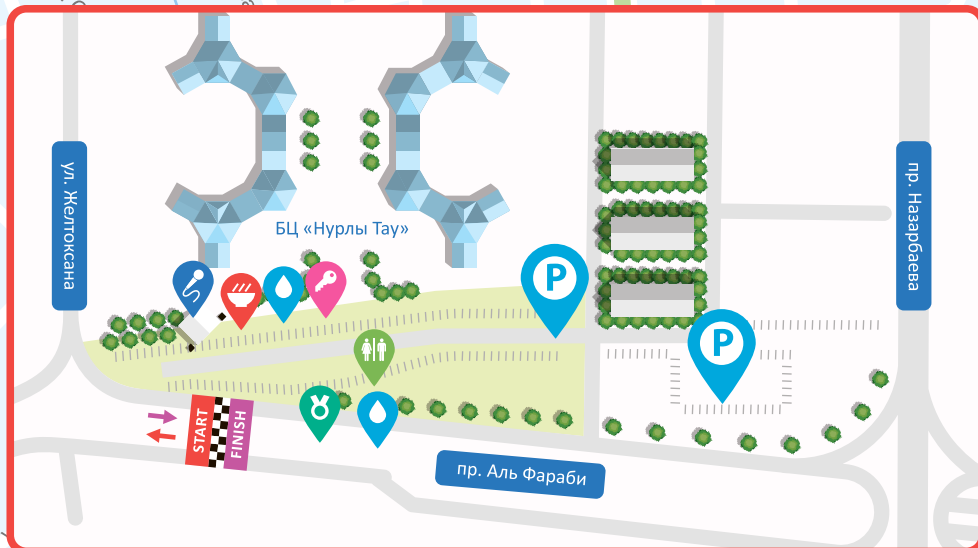 ул. Желтоксана
БЦ «Нурлы Тау»
пр. Назарбаева
P
P
START
FINISH
пр. Аль Фараби